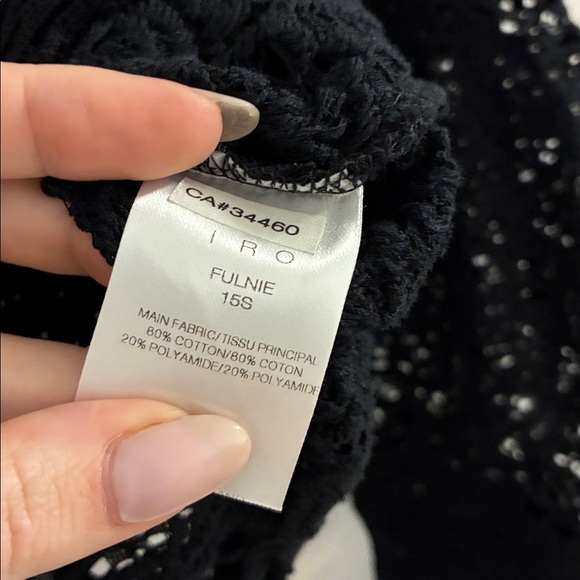 CA#34460
IRO
FULNIE
15S
MAIN FABRIC/TISSU PRINCIPAL
80% COTTON/80% COTON
20% POLYAMIDE/20% POLYAMIDE